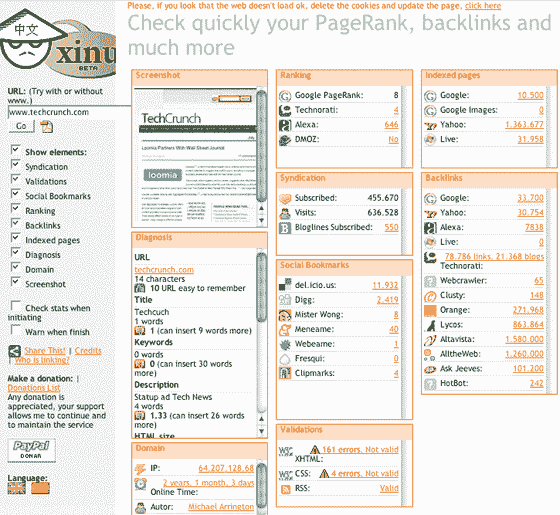 Please, if you look that the web doesn't load ok, delete the cookies and update the page, click here
Check quickly your PageRank, backlinks and
much more
中文
xinu
BETA
URL: (Try with or without
www.)
www.techcrunch.com
Go
Show elements:
Syndication
Validations
Social Bookmarks
Ranking
Backlinks
Indexed pages
Diagnosis
Domain
Screenshot
Check stats when
initiating
Warn when finish
Share This! | Credits
| Who is linking?
Make a donation: |
Donations List
Any donation is
appreciated, your support
allows me to continue and
to maintain the service
PayPal
DONAR
Language:
Screenshot
TechCrunch
Loomia Partners With Wall Street Journal
loomia
Diagnosis
URL
techcrunch.com
14 characters
10 URL easy to remember
Title
Techcuch
1 words
1 (can insert 9 words more)
Keywords
0 words
0 (can insert 30 words
more)
Description
Statup ad Tech News
4 words
1.33 (can insert 26 words
more)
HTML size
Domain
IP: 64.207.128.68
2 years, 1 month, 3 days
Online Time:
Autor: Michael Arrington
Ranking
Google PageRank: 8
Technorati: 4
Alexa: 646
DMOZ: No
Syndication
Subscribed: 455.670
Visits: 636.528
Bloglines Subscribed: 550
Social Bookmarks
del.icio.us: 11.932
Digg: 2.419
Mister Wong: 8
Meneame: 40
Webeame: 1
Fresqui: 0
Clipmarks: 4
Validations
W3C 161 errors. Not valid
XHTML:
W3C CSS: 4 errors. Not valid
RSS: Valid
Indexed pages
Google: 10.500
Google Images: 0
Yahoo: 1.363.677
Live: 31.958
Backlinks
Google: 33.700
Yahoo: 30.754
Alexa: 7838
Live: 0
78.786 links, 21.368 blogs
Technorati:
Webcrawler: 65
Clusty: 148
Orange: 271.968
Lycos: 863.864
Altavista: 1.580.000
AlltheWeb: 1.260.000
Ask Jeeves: 101.200
HotBot: 242